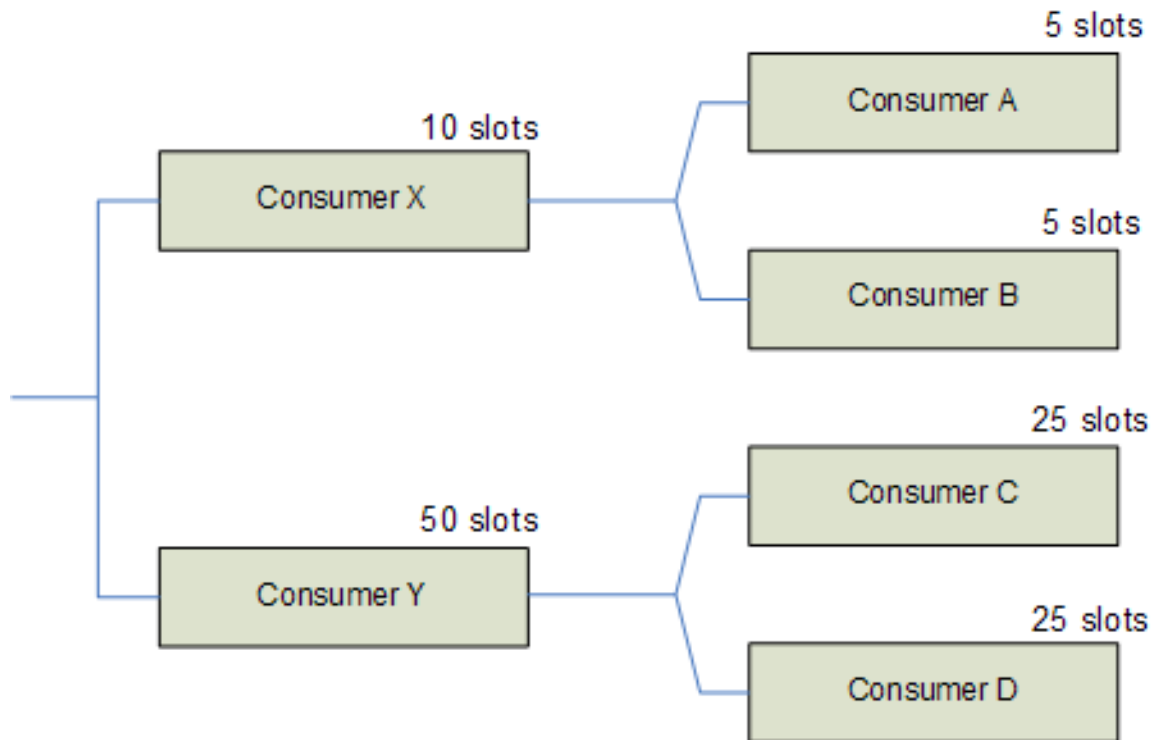 5 slots
Consumer A
10 slots
Consumer X
5 slots
Consumer B
25 slots
Consumer C
50 slots
Consumer Y
25 slots
Consumer D